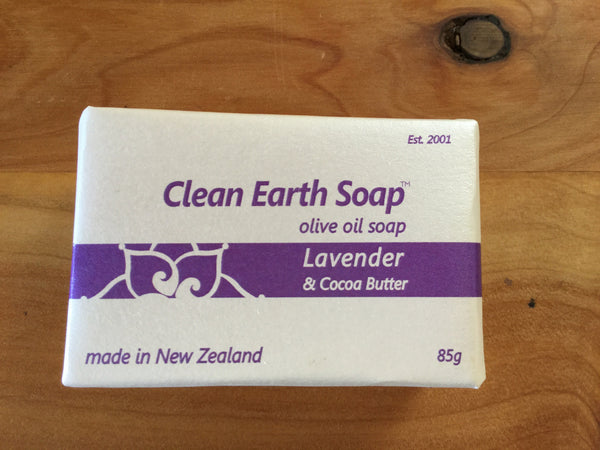 Est. 2001
Clean Earth Soap™
olive oil soap
Lavender
& Cocoa Butter
made in New Zealand 85g